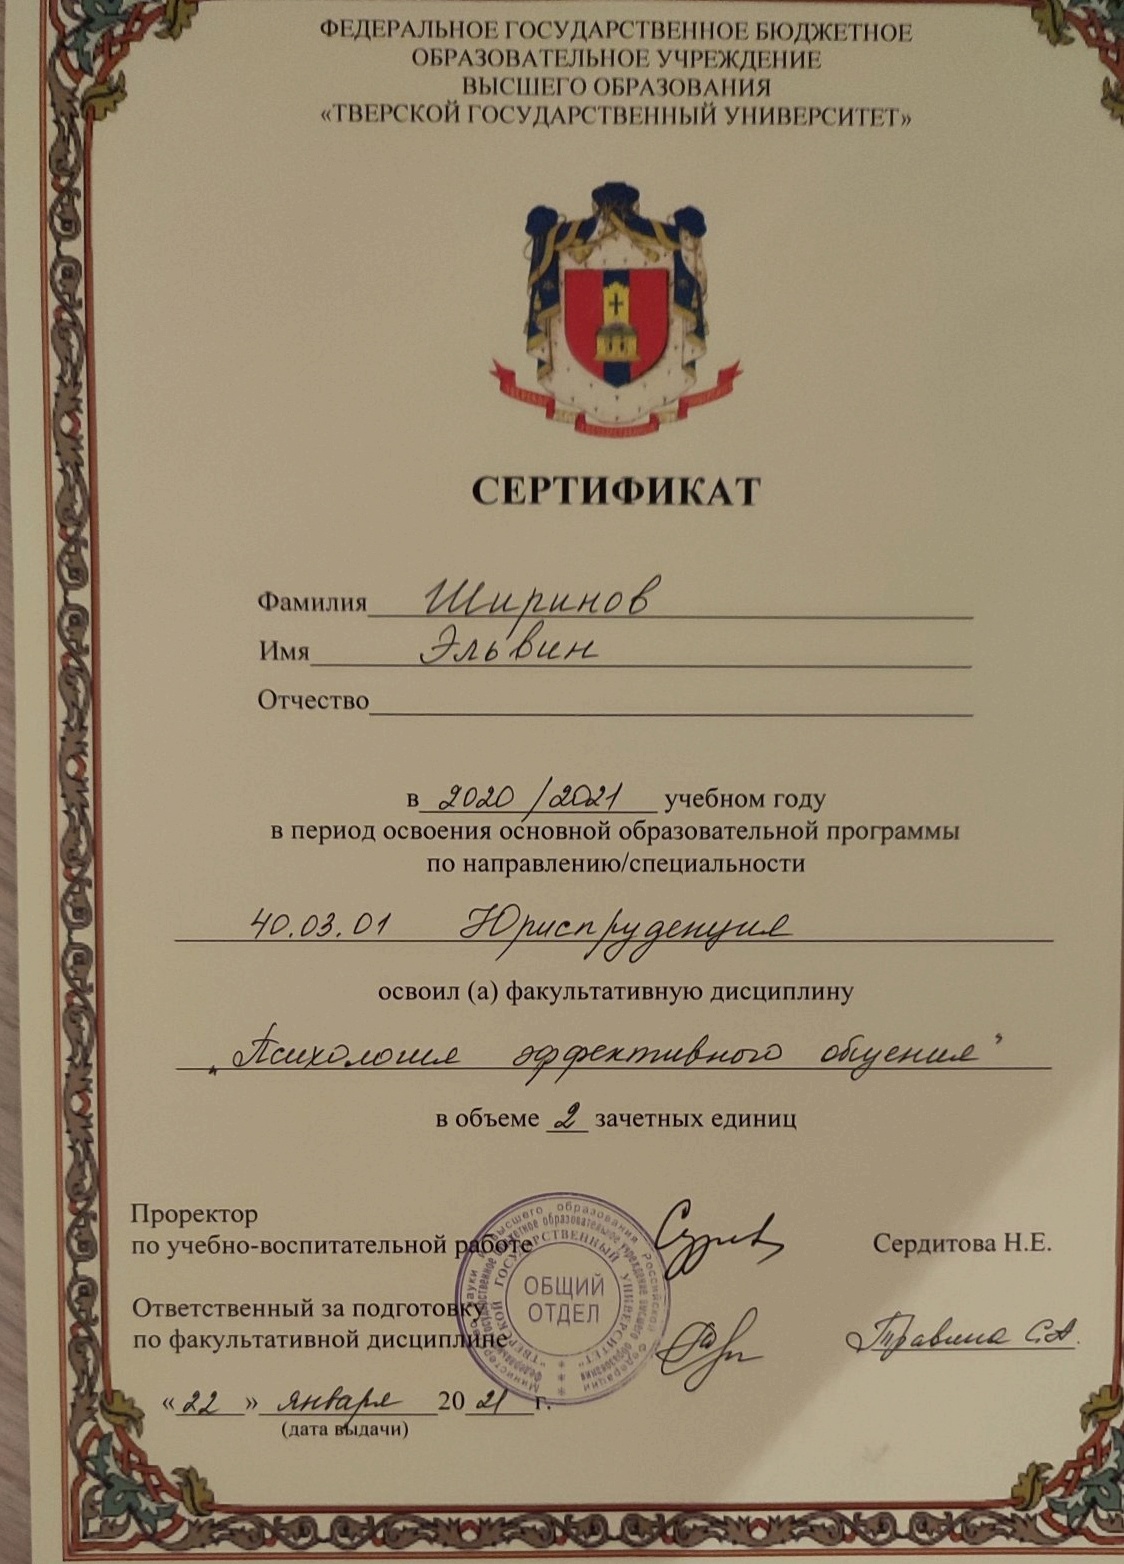 ФЕДЕРАЛЬНОЕ ГОСУДАРСТВЕННОЕ БЮДЖЕТНОЕ
ОБРАЗОВАТЕЛЬНОЕ УЧРЕЖДЕНИЕ
ВЫСШЕГО ОБРАЗОВАНИЯ
«ТВЕРСКОЙ ГОСУДАРСТВЕННЫЙ УНИВЕРСИТЕТ»
СЕРТИФИКАТ
Фамилия Ширинов
Имя Эльвин
Отчество
в 2020/2021 учебном году
в период освоения основной образовательной программы
по направлению/специальности
40.03.01 Юриспруденция
освоил (а) факультативную дисциплину
„Психология эффективного общения"
в объеме 2 зачетных единиц
Проректор
по учебно-воспитательной работе Сердитова Н.Е.
Ответственный за подготовку
по факультативной дисциплине Травина С.А.
ОБЩИЙ
ОТДЕЛ
"ТВЕРСКОЙ ГОСУДАРСТВЕННЫЙ УНИВЕРСИТЕТ"
«22» января 2021 г.
(дата выдачи)